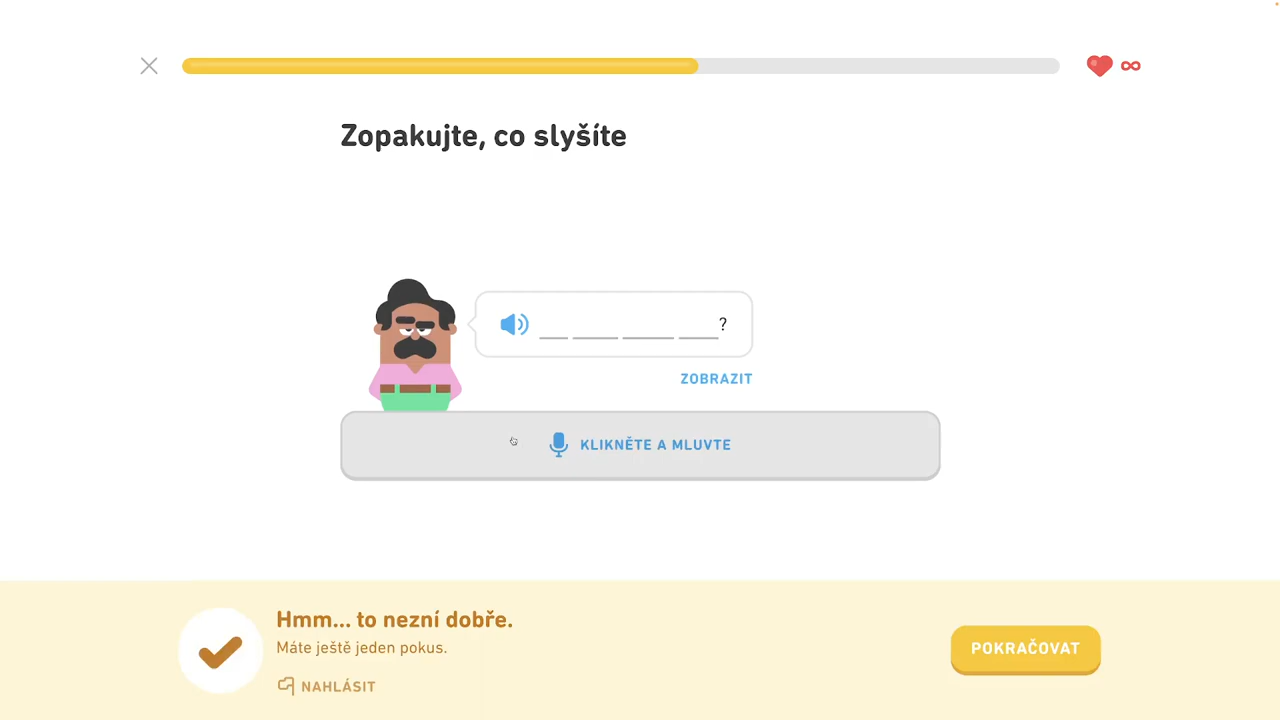 Zopakujte, co slyšíte
?
ZOBRAZIT
KLIKNĚTE A MLUVTE
Hmm... to nezní dobře.
Máte ještě jeden pokus.
NAHLÁSIT
POKRAČOVAT